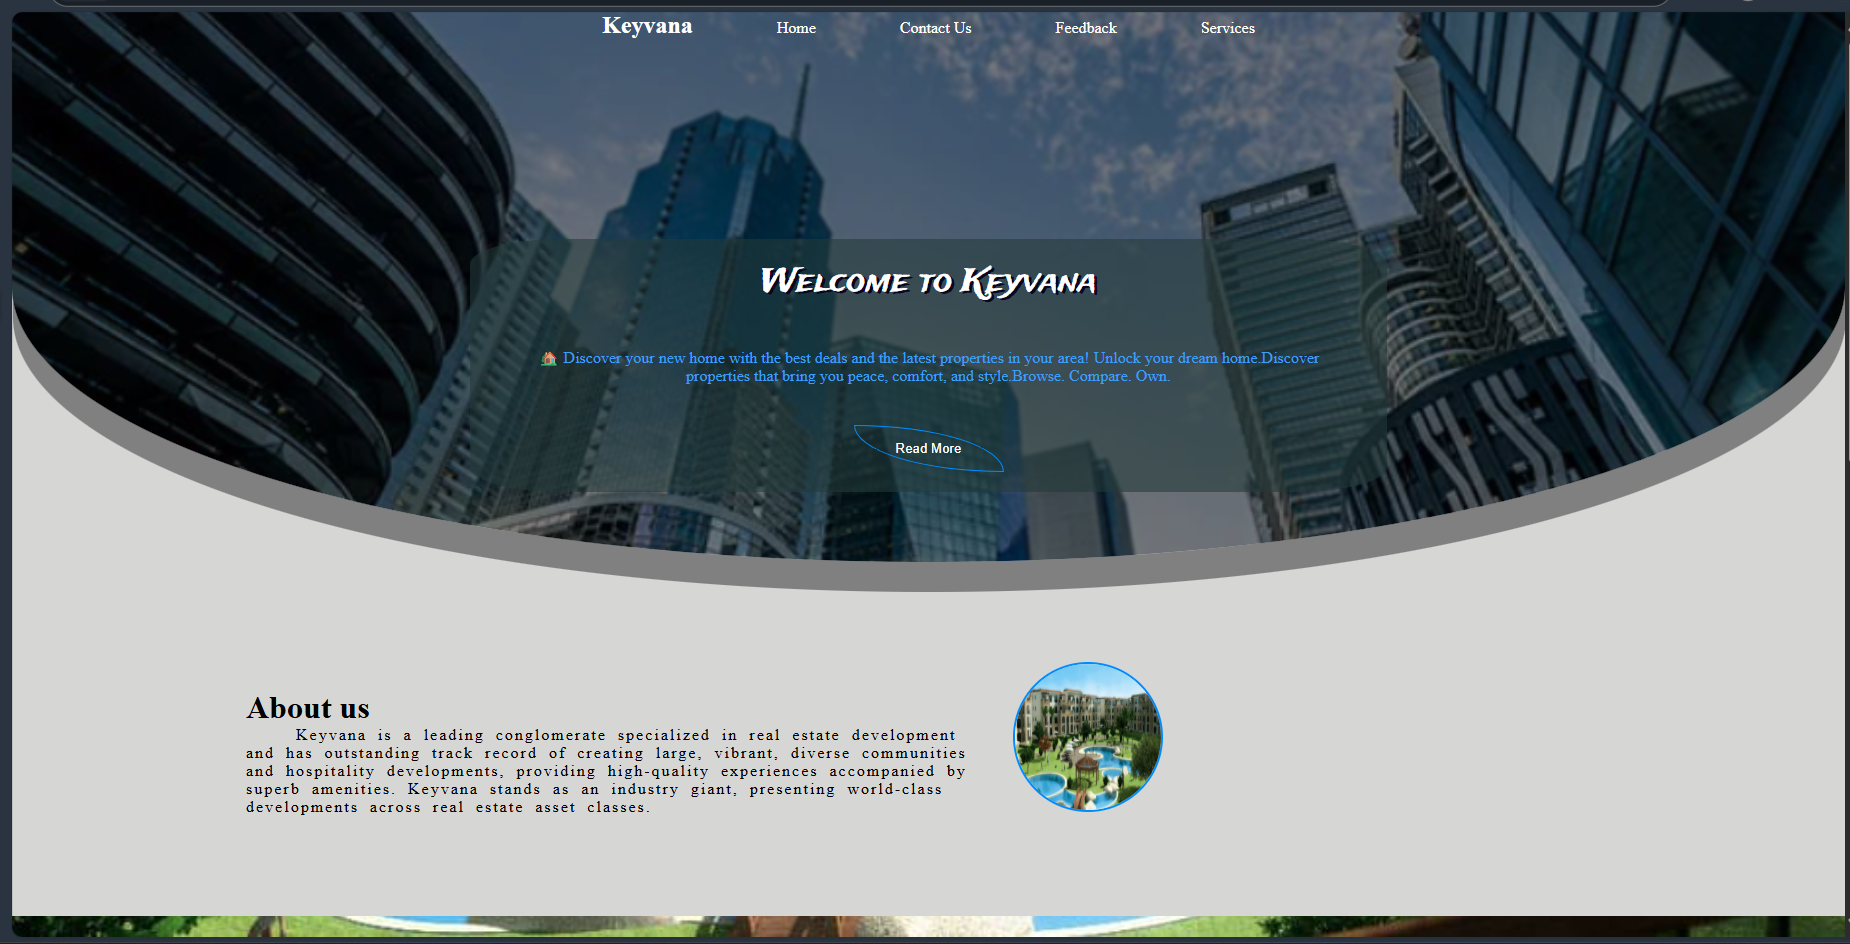 Keyvana Home Contact Us Feedback Services
Welcome to Keyvana
🏠 Discover your new home with the best deals and the latest properties in your area! Unlock your dream home.Discover
properties that bring you peace, comfort, and style.Browse. Compare. Own.
Read More
About us
Keyvana is a leading conglomerate specialized in real estate development
and has outstanding track record of creating large, vibrant, diverse communities
and hospitality developments, providing high-quality experiences accompanied by
superb amenities. Keyvana stands as an industry giant, presenting world-class
developments across real estate asset classes.